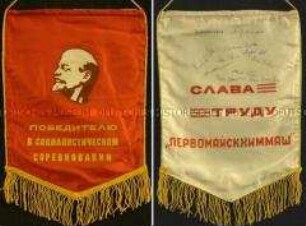 ПОБЕДИТЕЛЮ
В СОЦИАЛИСТИЧЕСКОМ
СОРЕВНОВАНИИ
СЛАВА
ТРУДУ
"ПЕРВОМАЙСКХИММАШ"